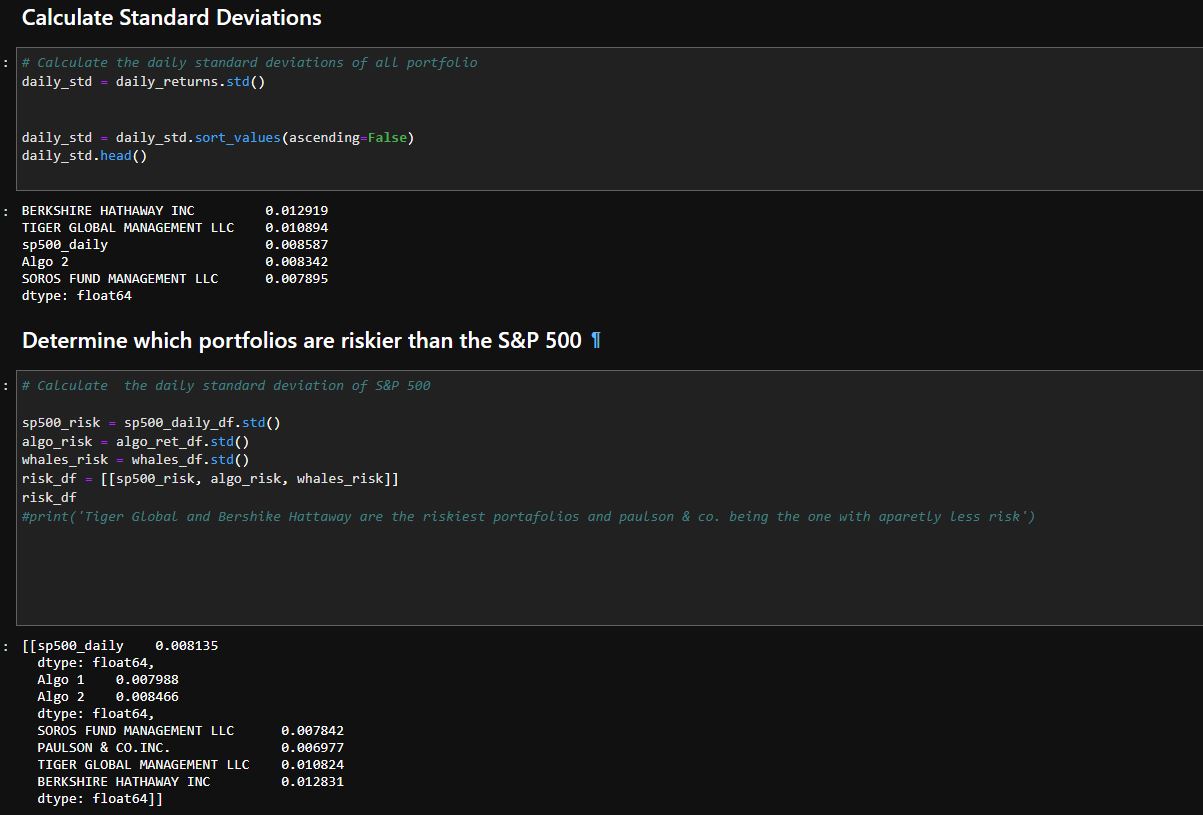 Calculate Standard Deviations
:
# Calculate the daily standard deviations of all portfolio
daily_std = daily_returns.std()
daily_std = daily_std.sort_values(ascending=False)
daily_std.head()
:
BERKSHIRE HATHAWAY INC 0.012919
TIGER GLOBAL MANAGEMENT LLC 0.010894
sp500_daily 0.008587
Algo 2 0.008342
SOROS FUND MANAGEMENT LLC 0.007895
dtype: float64
Determine which portfolios are riskier than the S&P 500 ¶
:
# Calculate  the daily standard deviation of S&P 500
sp500_risk = sp500_daily_df.std()
algo_risk = algo_ret_df.std()
whales_risk = whales_df.std()
risk_df = [[sp500_risk, algo_risk, whales_risk]]
risk_df
#print('Tiger Global and Bershike Hattaway are the riskiest portafolios and paulson & co. being the one with aparetly less risk')
:
[[sp500_daily 0.008135
dtype: float64,
Algo 1 0.007988
Algo 2 0.008466
dtype: float64,
SOROS FUND MANAGEMENT LLC 0.007842
PAULSON & CO.INC. 0.006977
TIGER GLOBAL MANAGEMENT LLC 0.010824
BERKSHIRE HATHAWAY INC 0.012831
dtype: float64]]